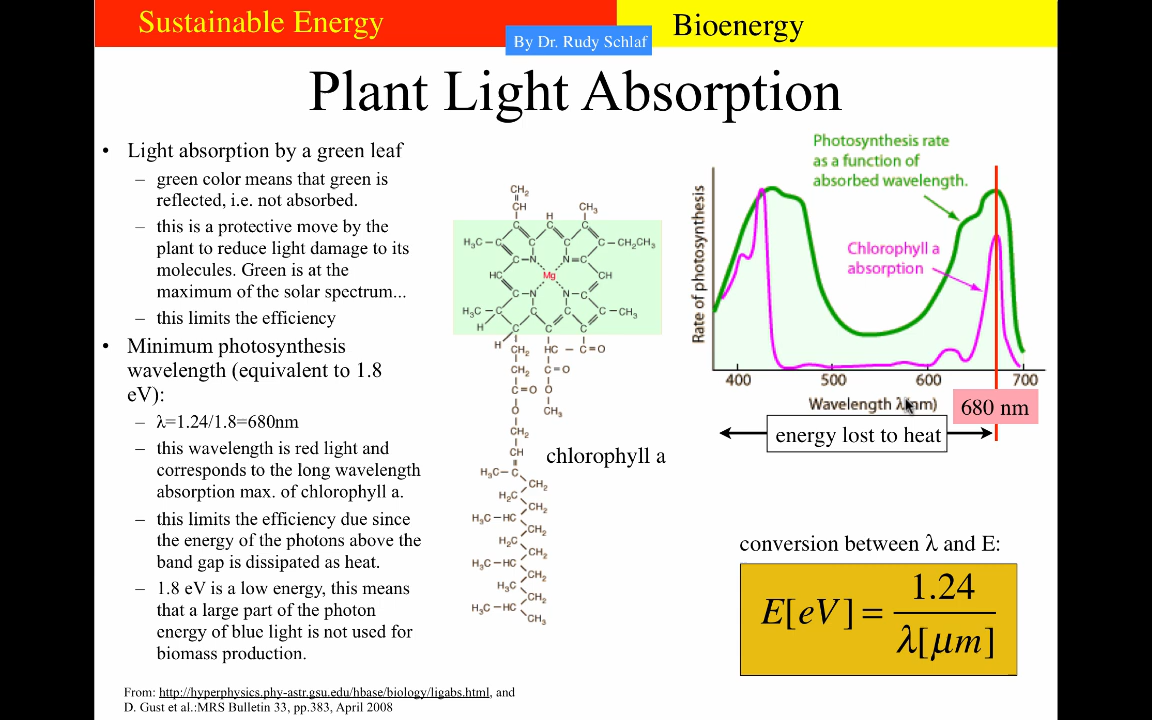 Sustainable Energy
Bioenergy
By Dr. Rudy Schlaf
Plant Light Absorption
• Light absorption by a green leaf
– green color means that green is
reflected, i.e. not absorbed.
– this is a protective move by the
plant to reduce light damage to its
molecules. Green is at the
maximum of the solar spectrum...
– this limits the efficiency
• Minimum photosynthesis
wavelength (equivalent to 1.8
eV):
– λ=1.24/1.8=680nm
– this wavelength is red light and
corresponds to the long wavelength
absorption max. of chlorophyll a.
– this limits the efficiency due since
the energy of the photons above the
band gap is dissipated as heat.
– 1.8 eV is a low energy, this means
that a large part of the photon
energy of blue light is not used for
biomass production.
CH₂
CH
CH₃
C H C
H₃C–C C C C–CH₂CH₃
C–N N=C
HC Mg CH
C–N N–C
H₃C–C C C C–CH₃
H C C C
H CH₂ HC – C=O
CH₂ C=O
C=O O
O CH₃
CH₂
CH
H₃C–C
CH₂
H₂C
CH₂
H₃C–HC
CH₂
H₂C
CH₂
H₃C–HC
CH₂
H₃C
CH₂
H₃C–HC
CH₃
chlorophyll a
Photosynthesis rate
as a function of
absorbed wavelength.
Chlorophyll a
absorption
Rate of photosynthesis
400 500 600 700
Wavelength λ(nm)
680 nm
energy lost to heat
conversion between λ and E:
E[eV] = 1.24 / λ[μm]
From: http://hyperphysics.phy-astr.gsu.edu/hbase/biology/ligabs.html, and
D. Gust et al.:MRS Bulletin 33, pp.383, April 2008